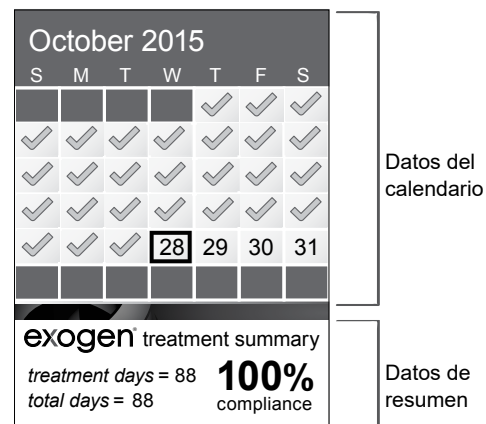 October 2015
S M T W T F S
28 29 30 31
Datos del
calendario
exogen® treatment summary
treatment days = 88
total days = 88
100%
compliance
Datos de
resumen